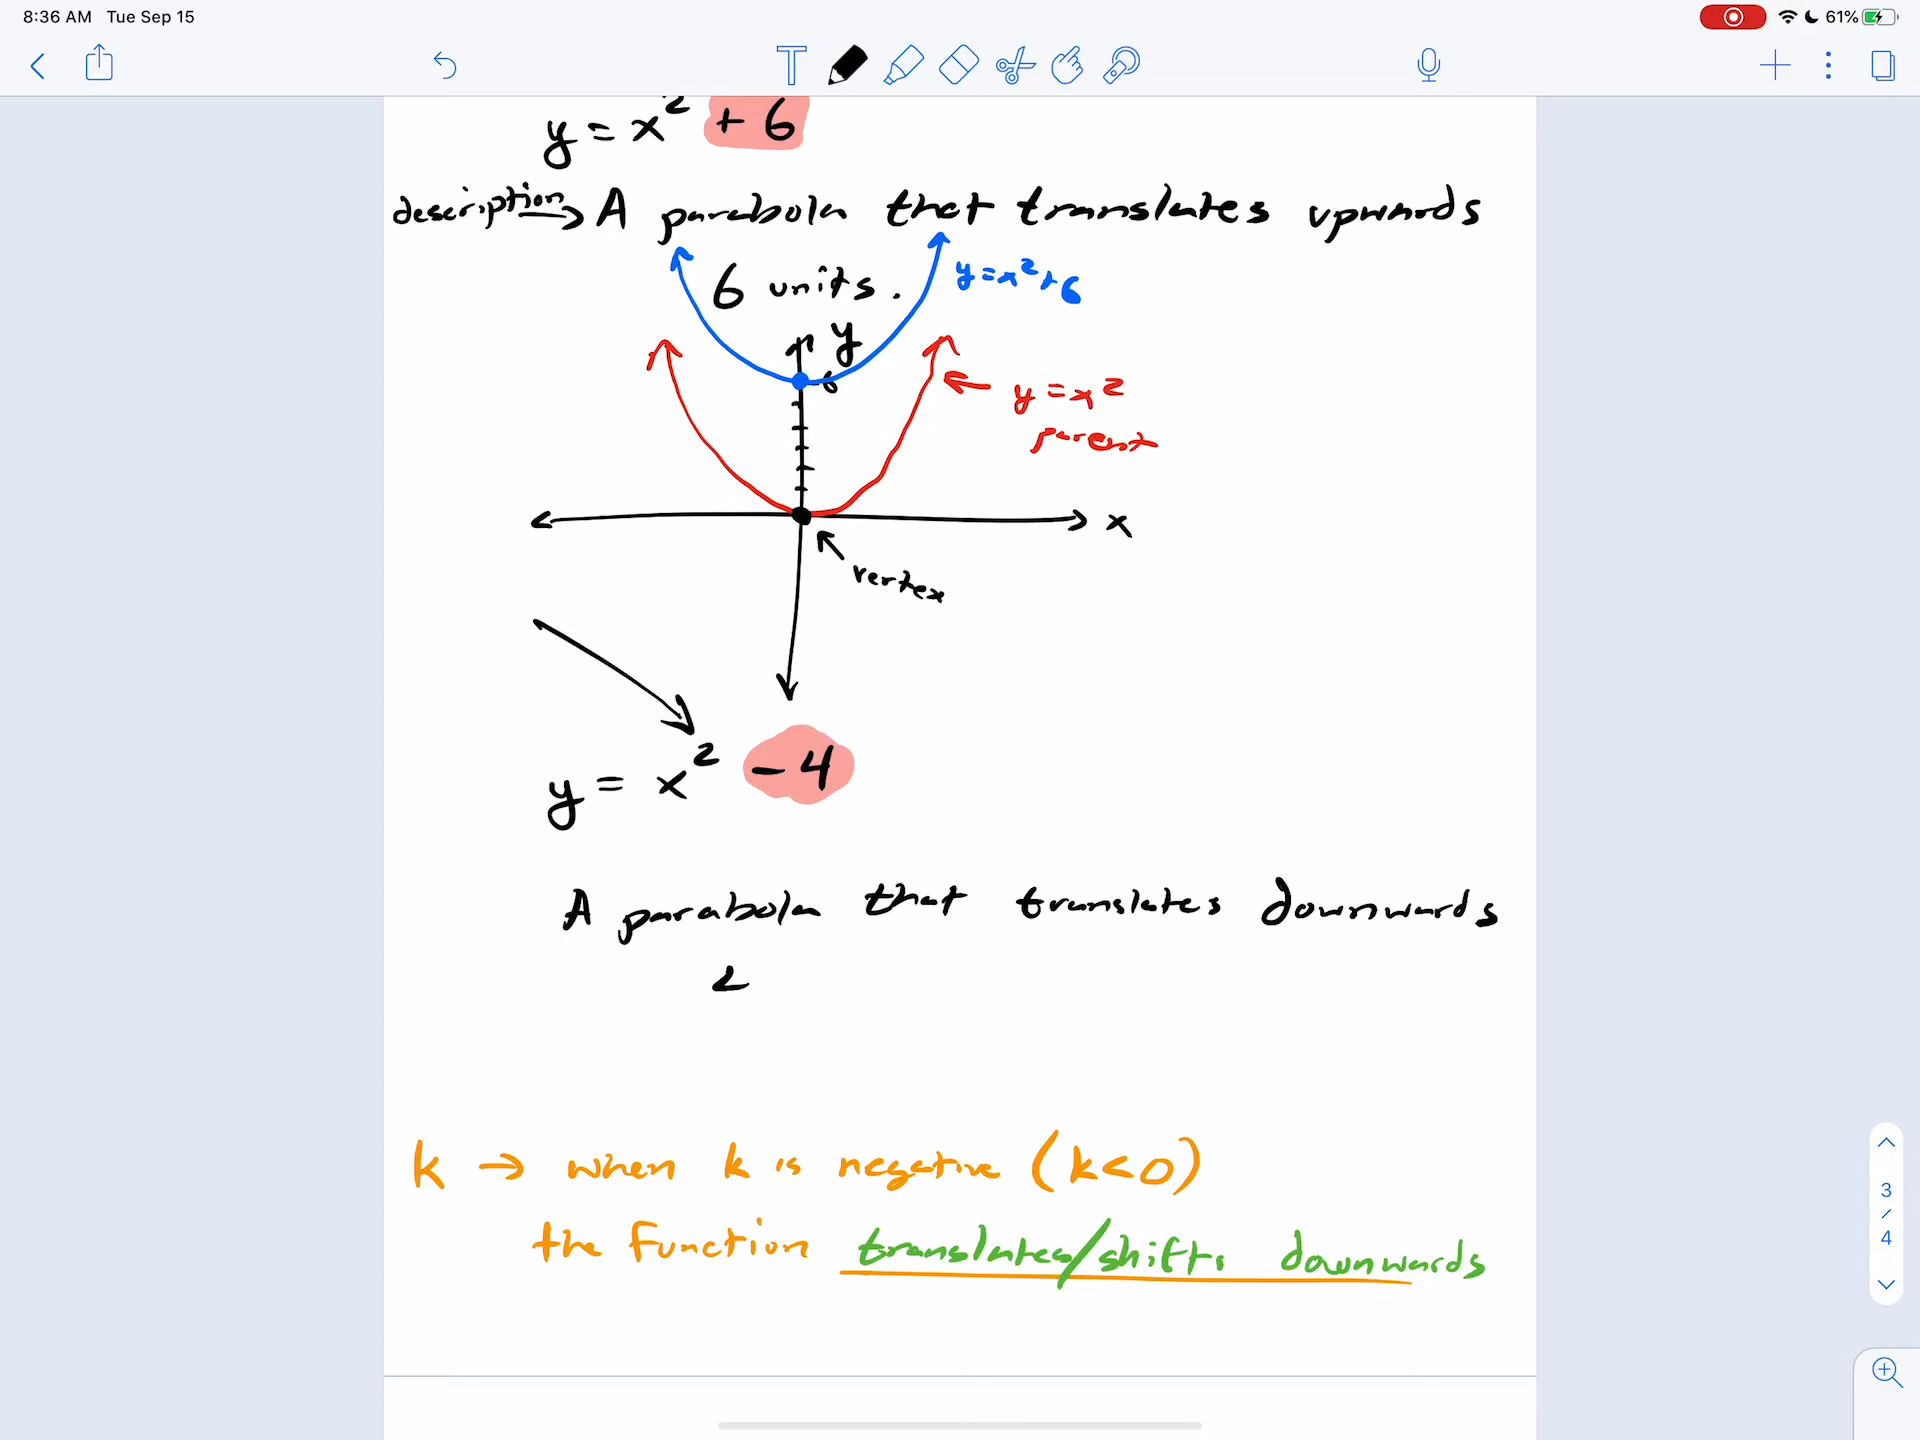 8:36 AM Tue Sep 15
61%
T
y = x² + 6
description → A parabola that translates upwards
6 units.
y = x² + 6
y
6
y = x²
parent
x
vertex
y = x² - 4
A parabola that translates downwards
2
k → when k is negative (k<0)
the function translates/shifts downwards
3
/
4